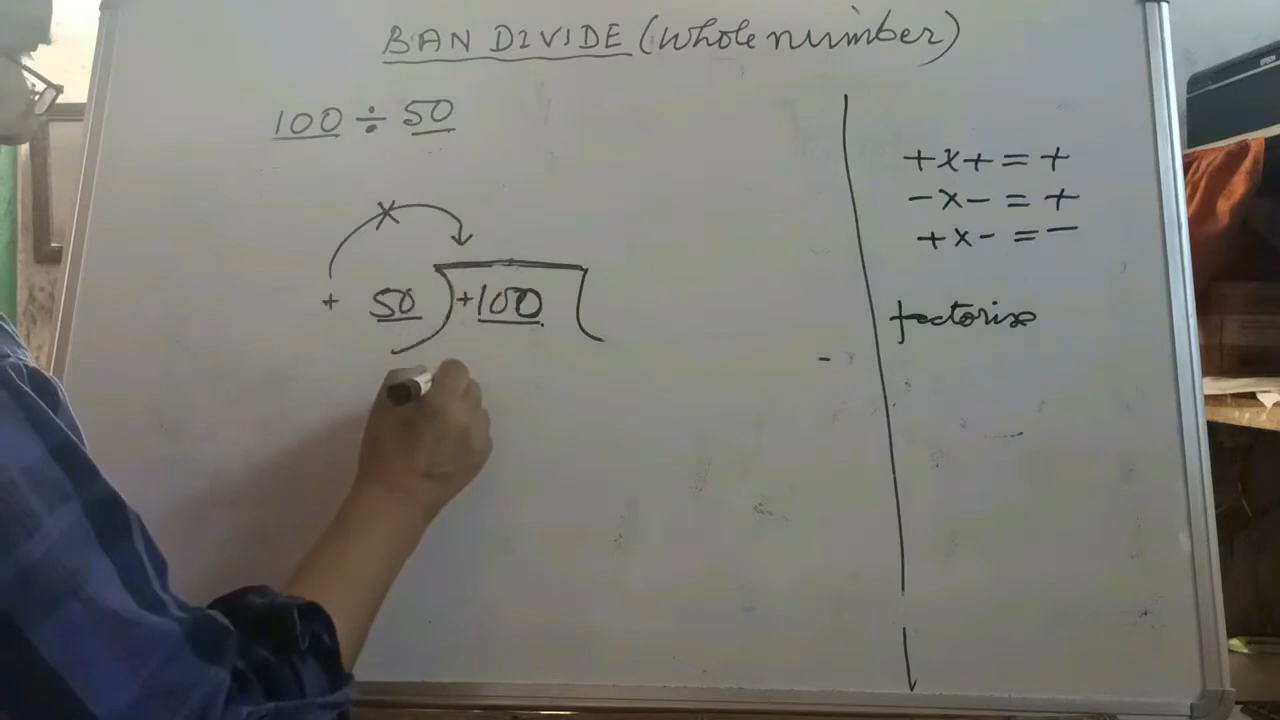 BAN DIVIDE (Whole number)
100 ÷ 50
×
+ 50 ) +100 (
+ x + = +
- x - = +
+ x - = -
-
factorise